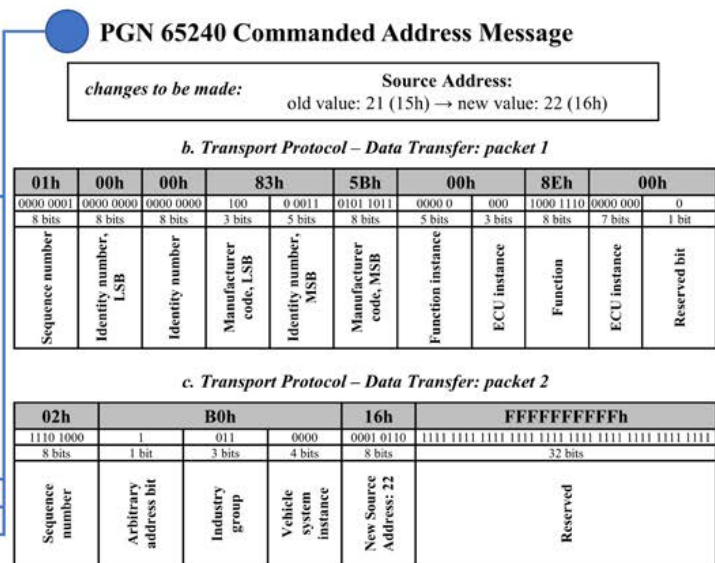 PGN 65240 Commanded Address Message
changes to be made:
Source Address:
old value: 21 (15h) → new value: 22 (16h)
b. Transport Protocol – Data Transfer: packet 1
01h 00h 00h 83h 5Bh 00h 8Eh 00h
0000 0001 0000 0000 0000 0000 100 0 0011 0101 1011 0000 0 000 1000 1110 0000 000 0
8 bits 8 bits 8 bits 3 bits 5 bits 8 bits 5 bits 3 bits 8 bits 7 bits 1 bit
Sequence number
Identity number,
LSB
Identity number
Manufacturer
code, LSB
Identity number,
MSB
Manufacturer
code, MSB
Function instance
ECU instance
Function
ECU instance
Reserved bit
c. Transport Protocol – Data Transfer: packet 2
02h B0h 16h FFFFFFFFFFh
1110 1000 1 011 0000 0001 0110 1111 1111 1111 1111 1111 1111 1111 1111 1111 1111
8 bits 1 bit 3 bits 4 bits 8 bits 32 bits
Sequence
number
Arbitrary
address bit
Industry
group
Vehicle
system
instance
New Source
Address: 22
Reserved